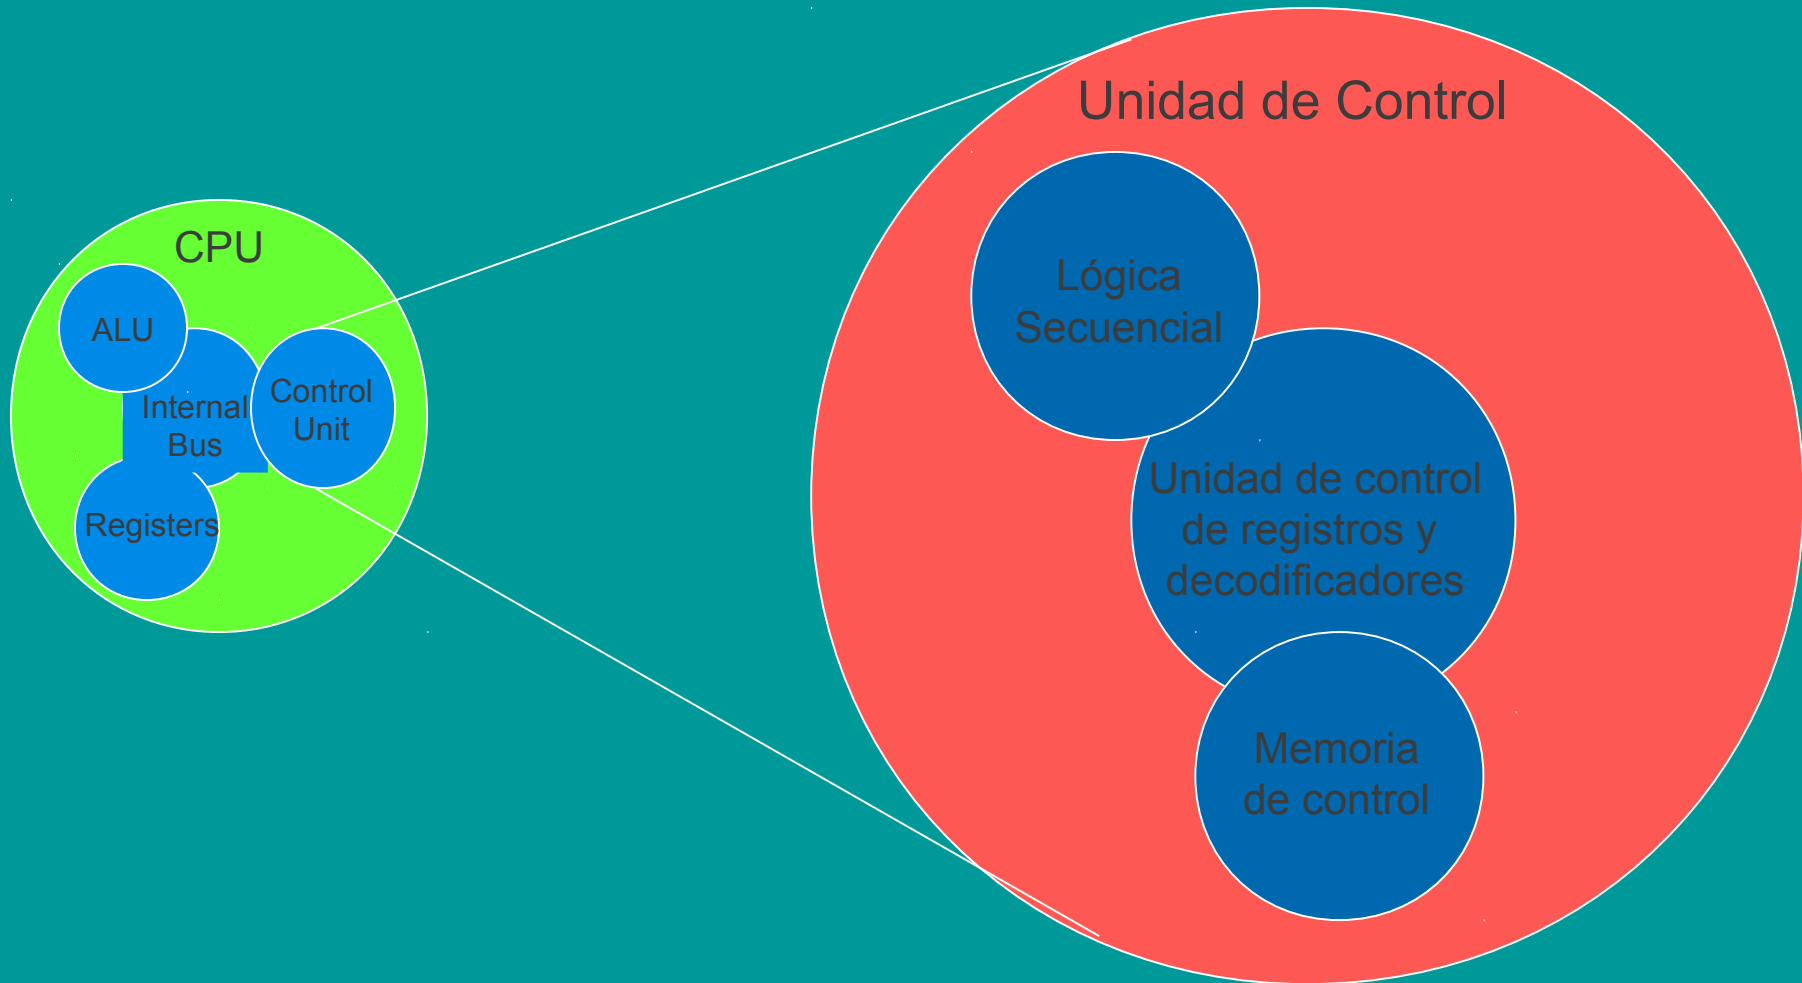 Unidad de Control
CPU
ALU
Internal
Bus
Control
Unit
Registers
Lógica
Secuencial
Unidad de control
de registros y
decodificadores
Memoria
de control